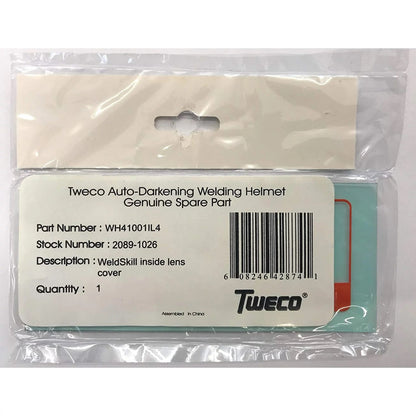 Tweco Auto-Darkening Welding Helmet
Genuine Spare Part
Part Number : WH41001IL4
Stock Number : 2089-1026
Description : WeldSkill inside lens
cover
Quantity : 1
6 08246 42874 1
TWECO®
Assembled in China